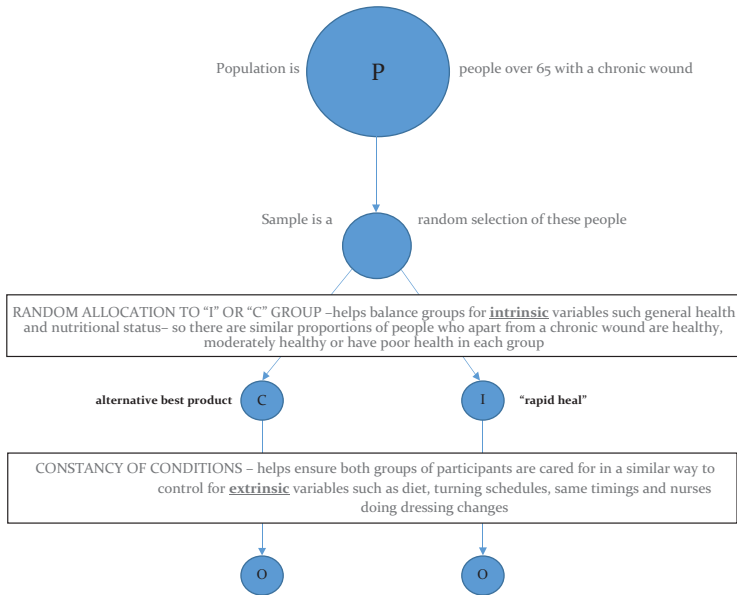 Population is P people over 65 with a chronic wound
Sample is a random selection of these people
RANDOM ALLOCATION TO “I” OR “C” GROUP –helps balance groups for intrinsic variables such general health
and nutritional status– so there are similar proportions of people who apart from a chronic wound are healthy,
moderately healthy or have poor health in each group
alternative best product C I “rapid heal”
CONSTANCY OF CONDITIONS – helps ensure both groups of participants are cared for in a similar way to
control for extrinsic variables such as diet, turning schedules, same timings and nurses
doing dressing changes
O O